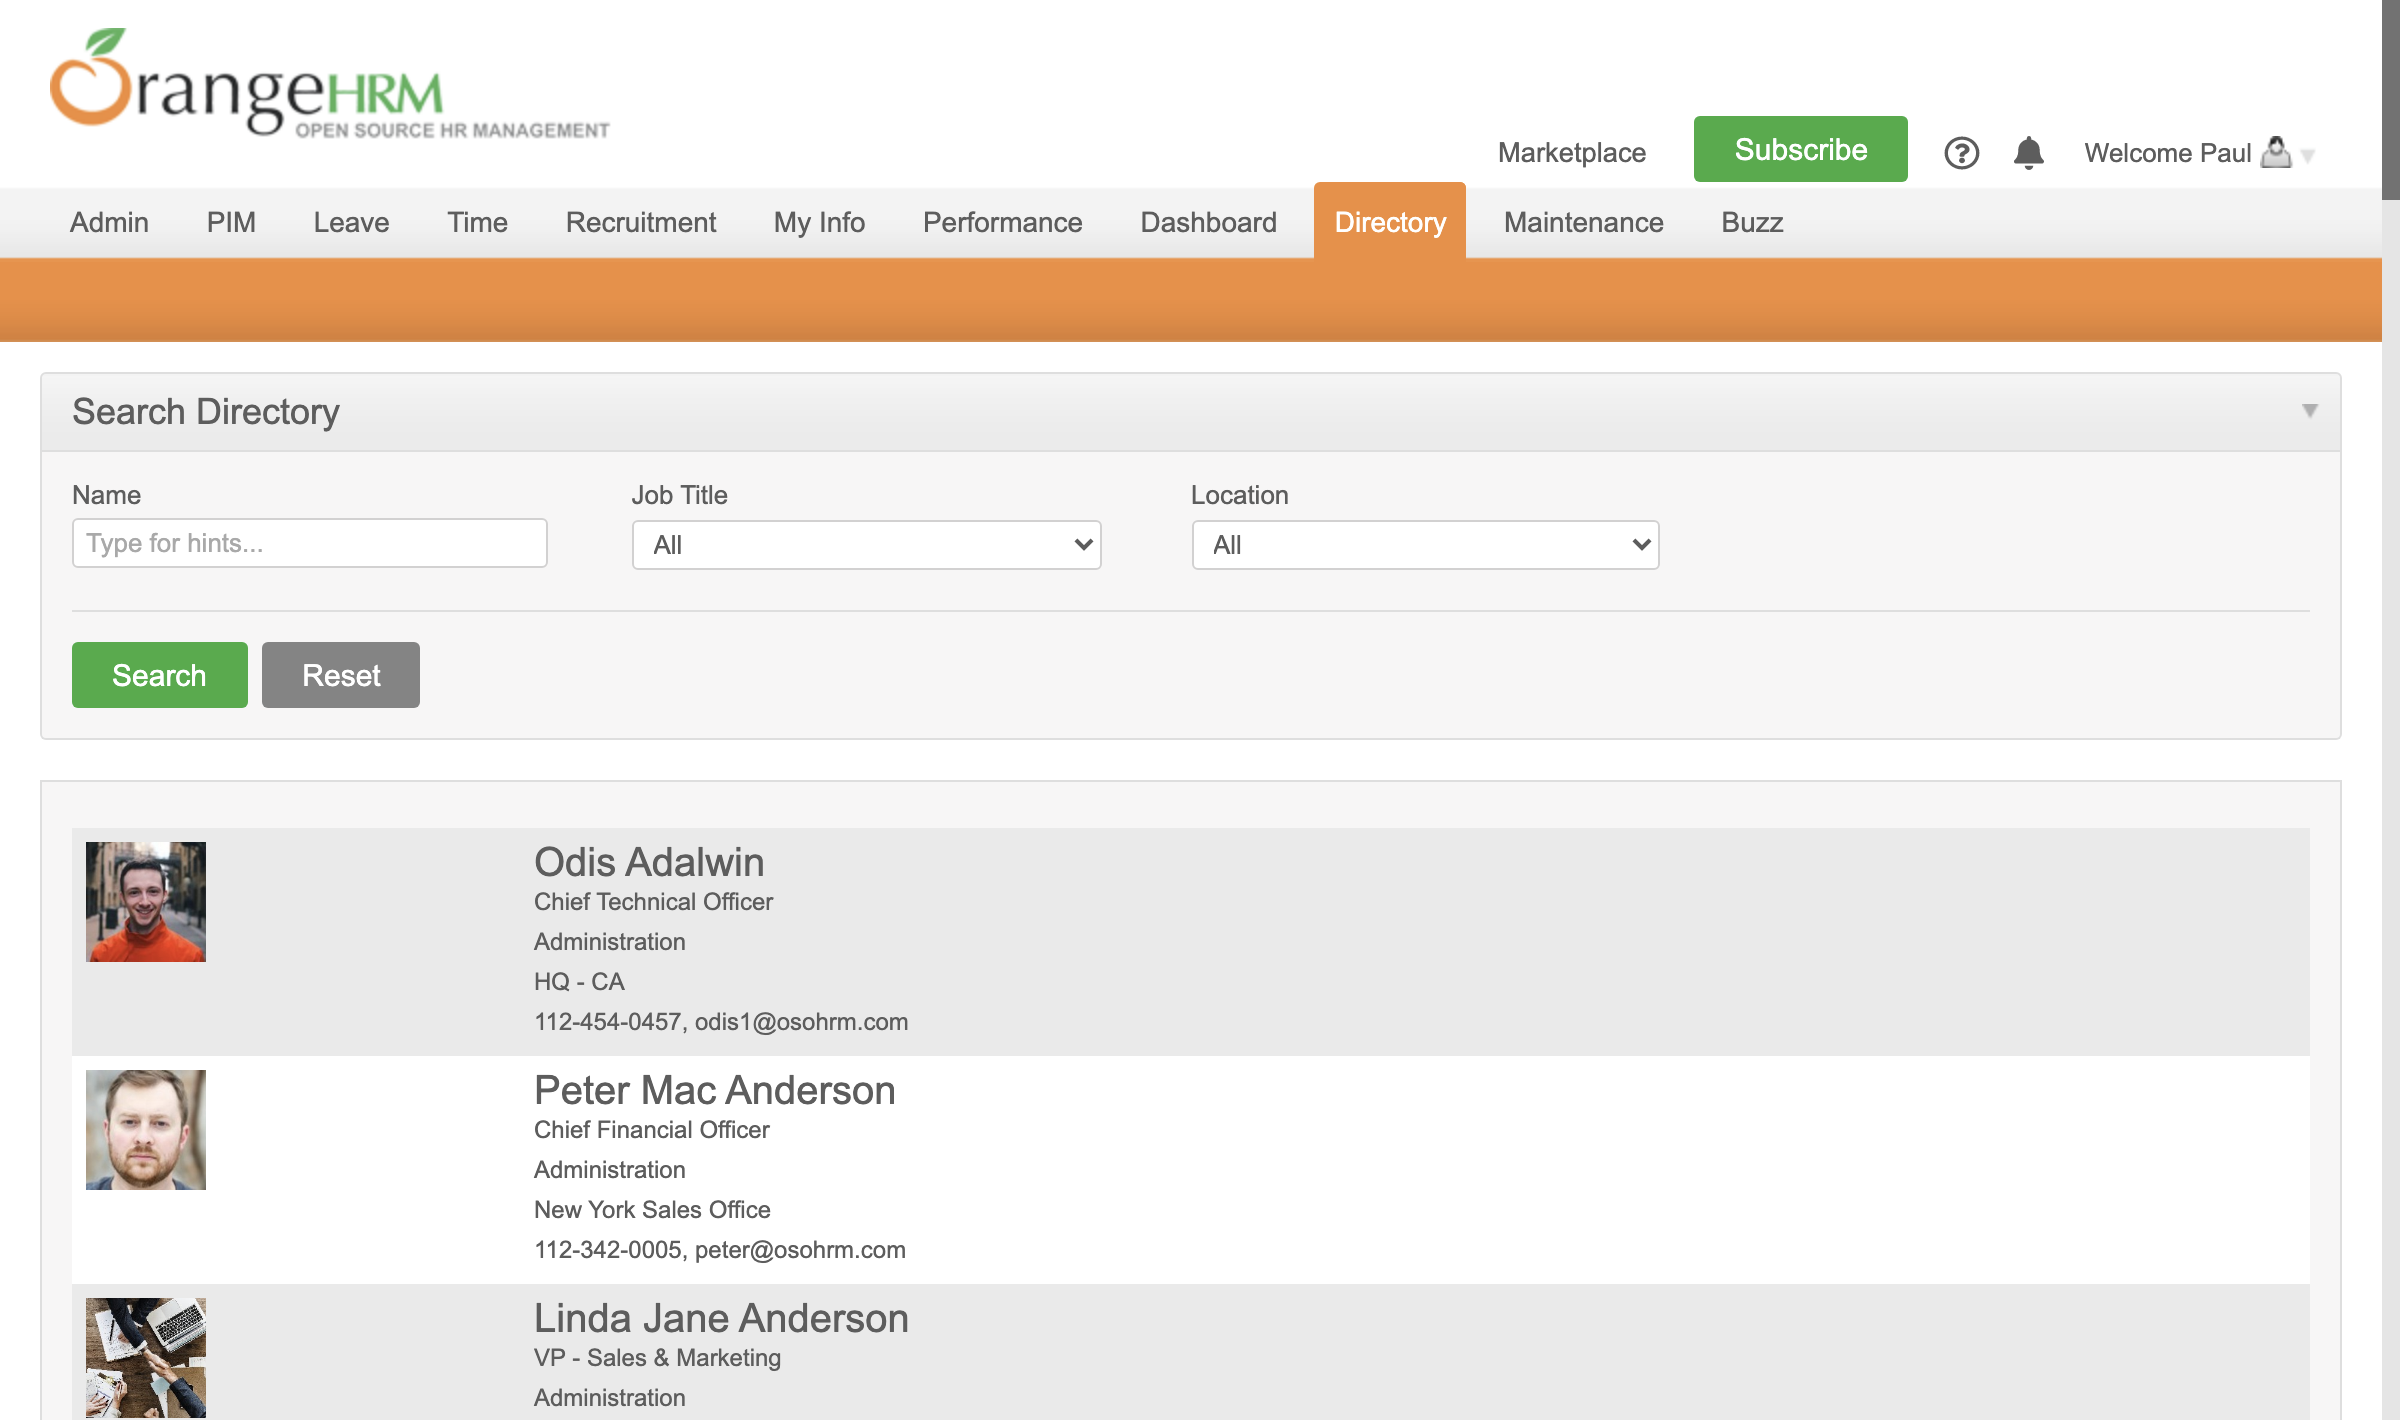 OrangeHRM
OPEN SOURCE HR MANAGEMENT
Marketplace
Subscribe
Welcome Paul
Admin PIM Leave Time Recruitment My Info Performance Dashboard Directory Maintenance Buzz
Search Directory
Name Job Title Location
Type for hints... All All
Search Reset
Odis Adalwin
Chief Technical Officer
Administration
HQ - CA
112-454-0457, odis1@osohrm.com
Peter Mac Anderson
Chief Financial Officer
Administration
New York Sales Office
112-342-0005, peter@osohrm.com
Linda Jane Anderson
VP - Sales & Marketing
Administration